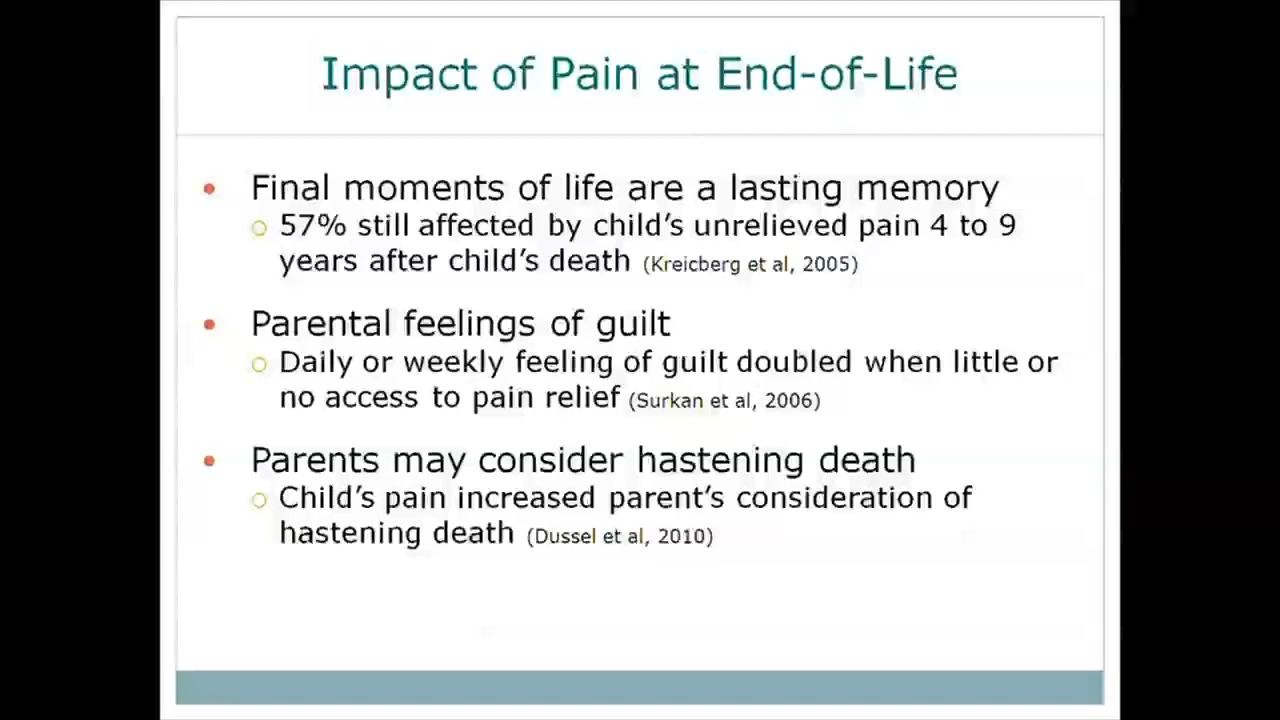 Impact of Pain at End-of-Life
• Final moments of life are a lasting memory
o 57% still affected by child's unrelieved pain 4 to 9
years after child's death (Kreicberg et al, 2005)
• Parental feelings of guilt
o Daily or weekly feeling of guilt doubled when little or
no access to pain relief (Surkan et al, 2006)
• Parents may consider hastening death
o Child's pain increased parent's consideration of
hastening death (Dussel et al, 2010)